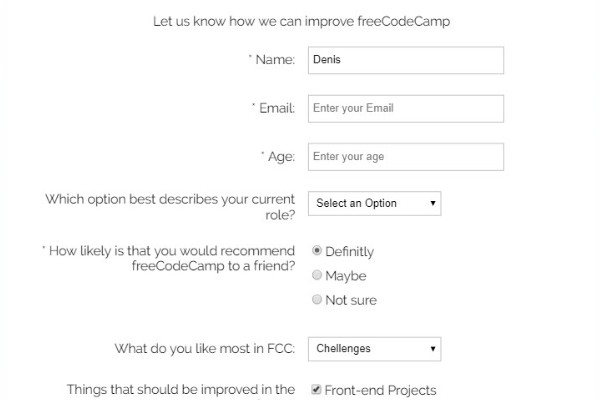 Let us know how we can improve freeCodeCamp
* Name: Denis
* Email: Enter your Email
* Age: Enter your age
Which option best describes your current Select an Option
role?
* How likely is that you would recommend Definitly
freeCodeCamp to a friend?
Maybe
Not sure
What do you like most in FCC: Chellenges
Things that should be improved in the Front-end Projects